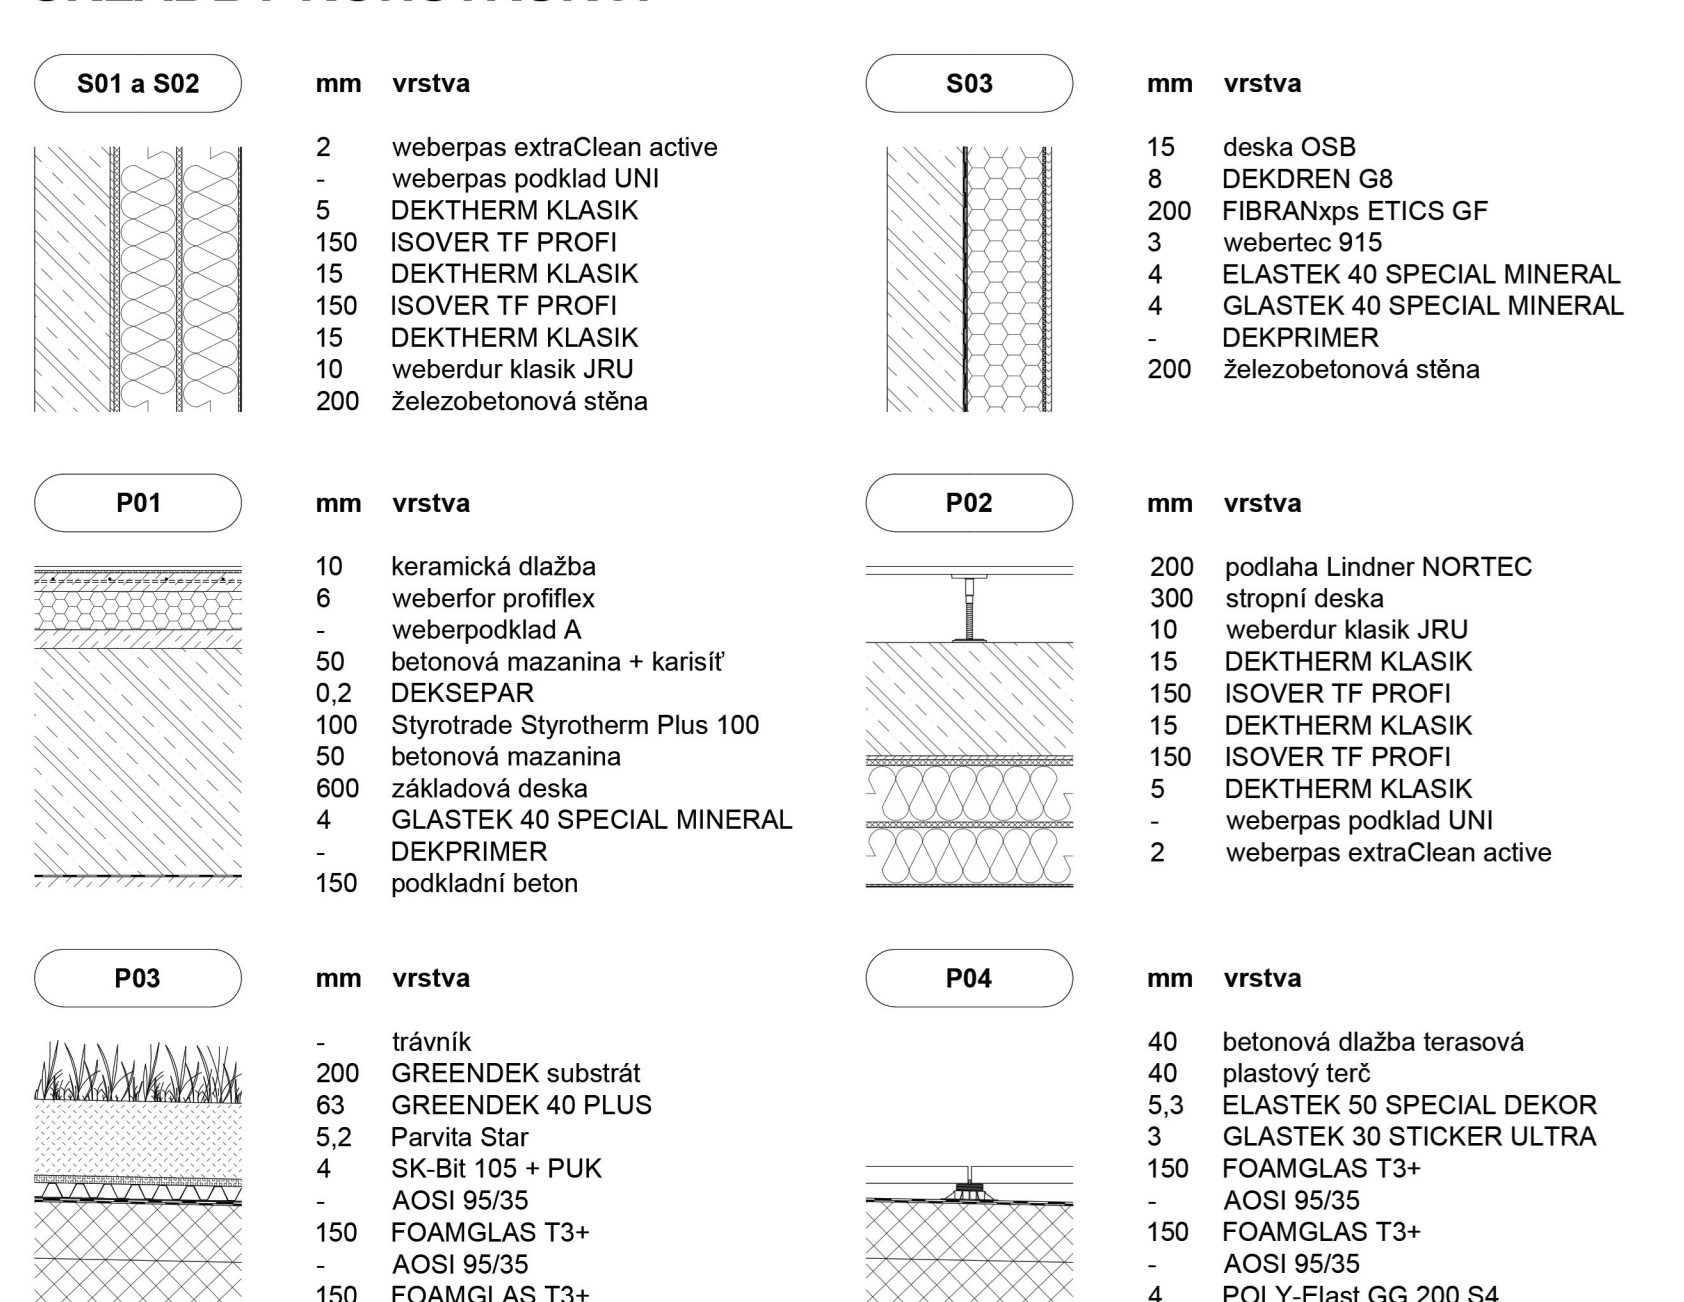 S01 a S02
mm vrstva
2 weberpas extraClean active
- weberpas podklad UNI
5 DEKTHERM KLASIK
150 ISOVER TF PROFI
15 DEKTHERM KLASIK
150 ISOVER TF PROFI
15 DEKTHERM KLASIK
10 weberdur klasik JRU
200 železobetonová stěna
S03
mm vrstva
15 deska OSB
8 DEKDREN G8
200 FIBRANxps ETICS GF
3 webertec 915
4 ELASTEK 40 SPECIAL MINERAL
4 GLASTEK 40 SPECIAL MINERAL
- DEKPRIMER
200 železobetonová stěna
P01
mm vrstva
10 keramická dlažba
6 weberfor profiflex
- weberpodklad A
50 betonová mazanina + karisíť
0,2 DEKSEPAR
100 Styrotrade Styrotherm Plus 100
50 betonová mazanina
600 základová deska
4 GLASTEK 40 SPECIAL MINERAL
- DEKPRIMER
150 podkladní beton
P02
mm vrstva
200 podlaha Lindner NORTEC
300 stropní deska
10 weberdur klasik JRU
15 DEKTHERM KLASIK
150 ISOVER TF PROFI
15 DEKTHERM KLASIK
150 ISOVER TF PROFI
5 DEKTHERM KLASIK
- weberpas podklad UNI
2 weberpas extraClean active
P03
mm vrstva
- trávník
200 GREENDEK substrát
63 GREENDEK 40 PLUS
5,2 Parvita Star
4 SK-Bit 105 + PUK
- AOSI 95/35
150 FOAMGLAS T3+
- AOSI 95/35
150 FOAMGLAS T3+
P04
mm vrstva
40 betonová dlažba terasová
40 plastový terč
5,3 ELASTEK 50 SPECIAL DEKOR
3 GLASTEK 30 STICKER ULTRA
150 FOAMGLAS T3+
- AOSI 95/35
150 FOAMGLAS T3+
- AOSI 95/35
4 POLY-Elast GG 200 S4